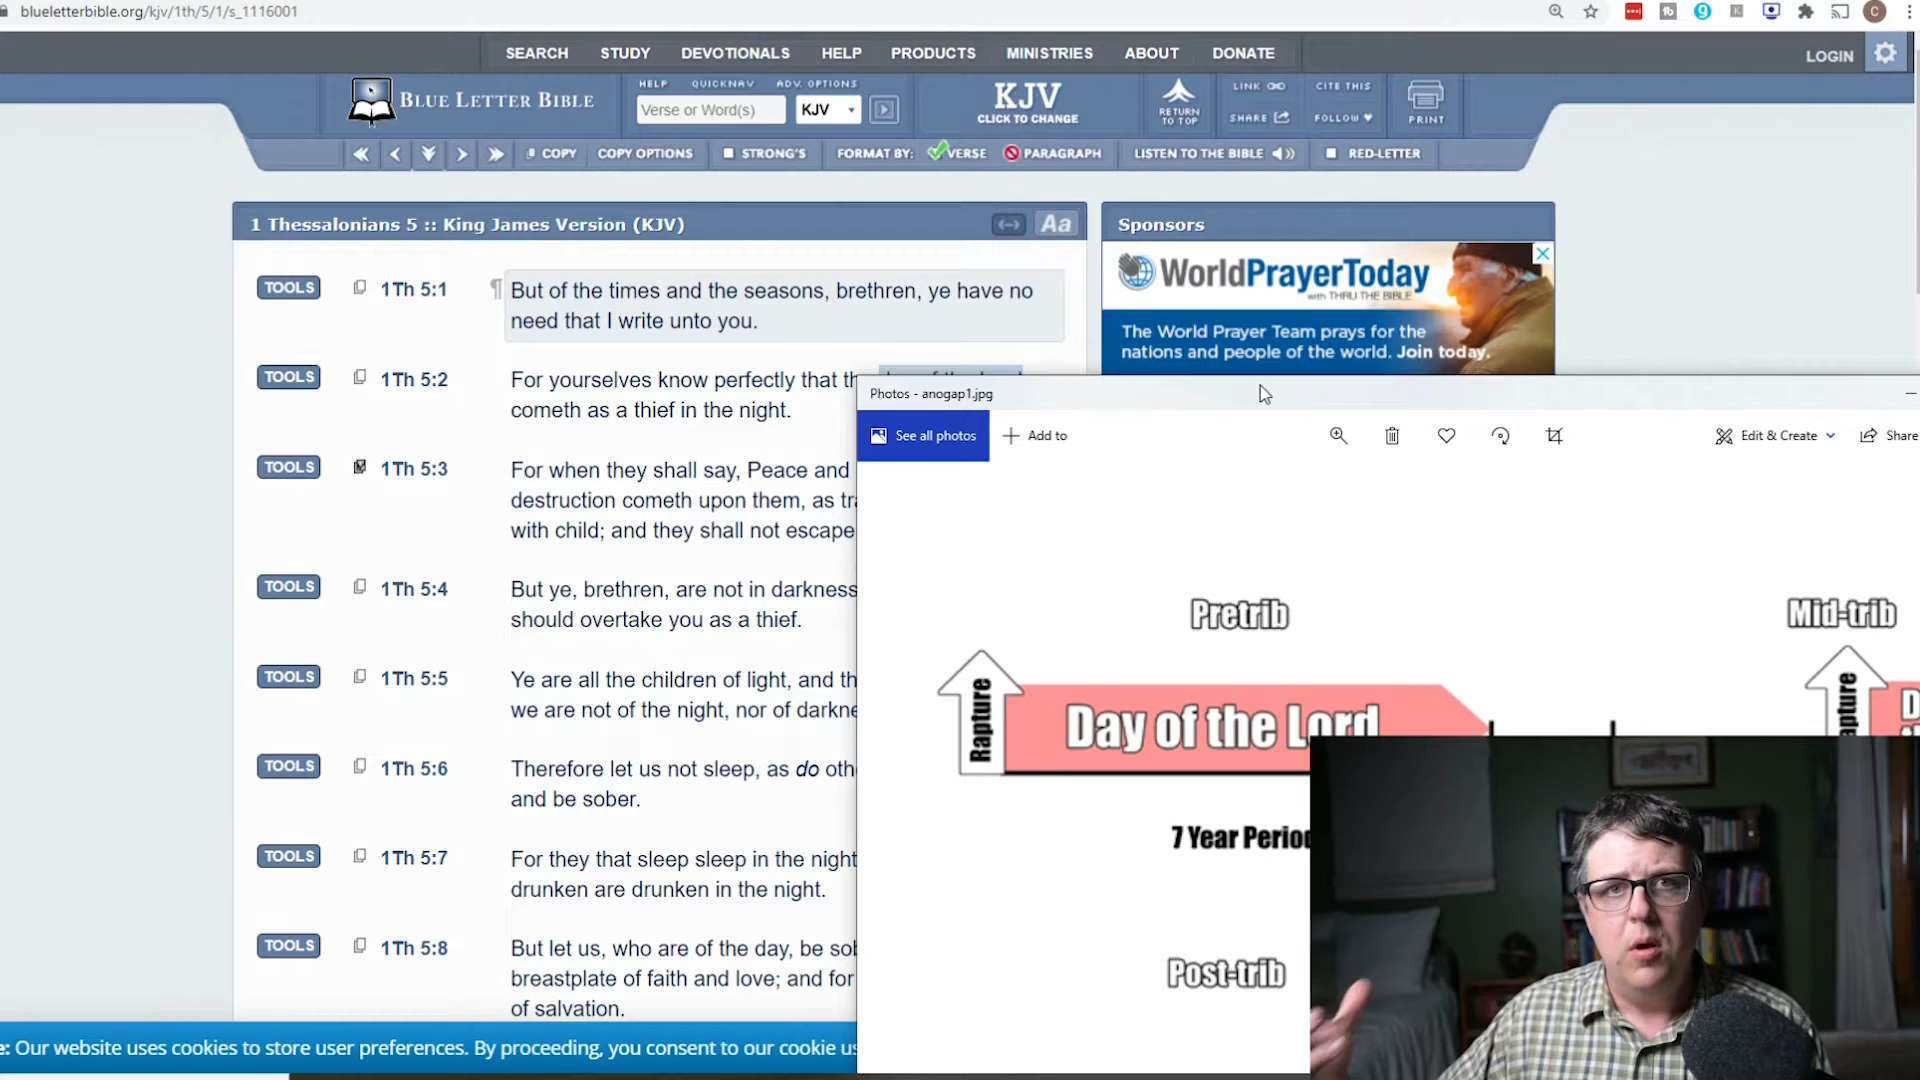 blueletterbible.org/kjv/1th/5/1/s_1116001
SEARCH STUDY DEVOTIONALS HELP PRODUCTS MINISTRIES ABOUT DONATE
LOGIN
BLUE LETTER BIBLE
HELP QUICKNAV ADV. OPTIONS
Verse or Word(s) KJV
KJV
CLICK TO CHANGE
RETURN
TO TOP
LINK CITE THIS
SHARE FOLLOW
PRINT
COPY COPY OPTIONS STRONG'S FORMAT BY: VERSE PARAGRAPH LISTEN TO THE BIBLE RED-LETTER
1 Thessalonians 5 :: King James Version (KJV)
Aa
TOOLS 1Th 5:1 ¶ But of the times and the seasons, brethren, ye have no
need that I write unto you.
TOOLS 1Th 5:2 For yourselves know perfectly that
cometh as a thief in the night.
TOOLS 1Th 5:3 For when they shall say, Peace and
destruction cometh upon them, as
with child; and they shall not escape
TOOLS 1Th 5:4 But ye, brethren, are not in darkness
should overtake you as a thief.
TOOLS 1Th 5:5 Ye are all the children of light, and
we are not of the night, nor of
TOOLS 1Th 5:6 Therefore let us not sleep, as do
and be sober.
TOOLS 1Th 5:7 For they that sleep sleep in the night
drunken are drunken in the night.
TOOLS 1Th 5:8 But let us, who are of the day, be
breastplate of faith and love; and for
of salvation.
Our website uses cookies to store user preferences. By proceeding, you consent to our cookie
Sponsors
WorldPrayerToday
with THRU THE BIBLE
The World Prayer Team prays for the
nations and people of the world. Join today.
Photos - anogap1.jpg
See all photos Add to Edit & Create Share
Pretrib
Mid-trib
Rapture
Day of the Lord
7 Year
Post-trib